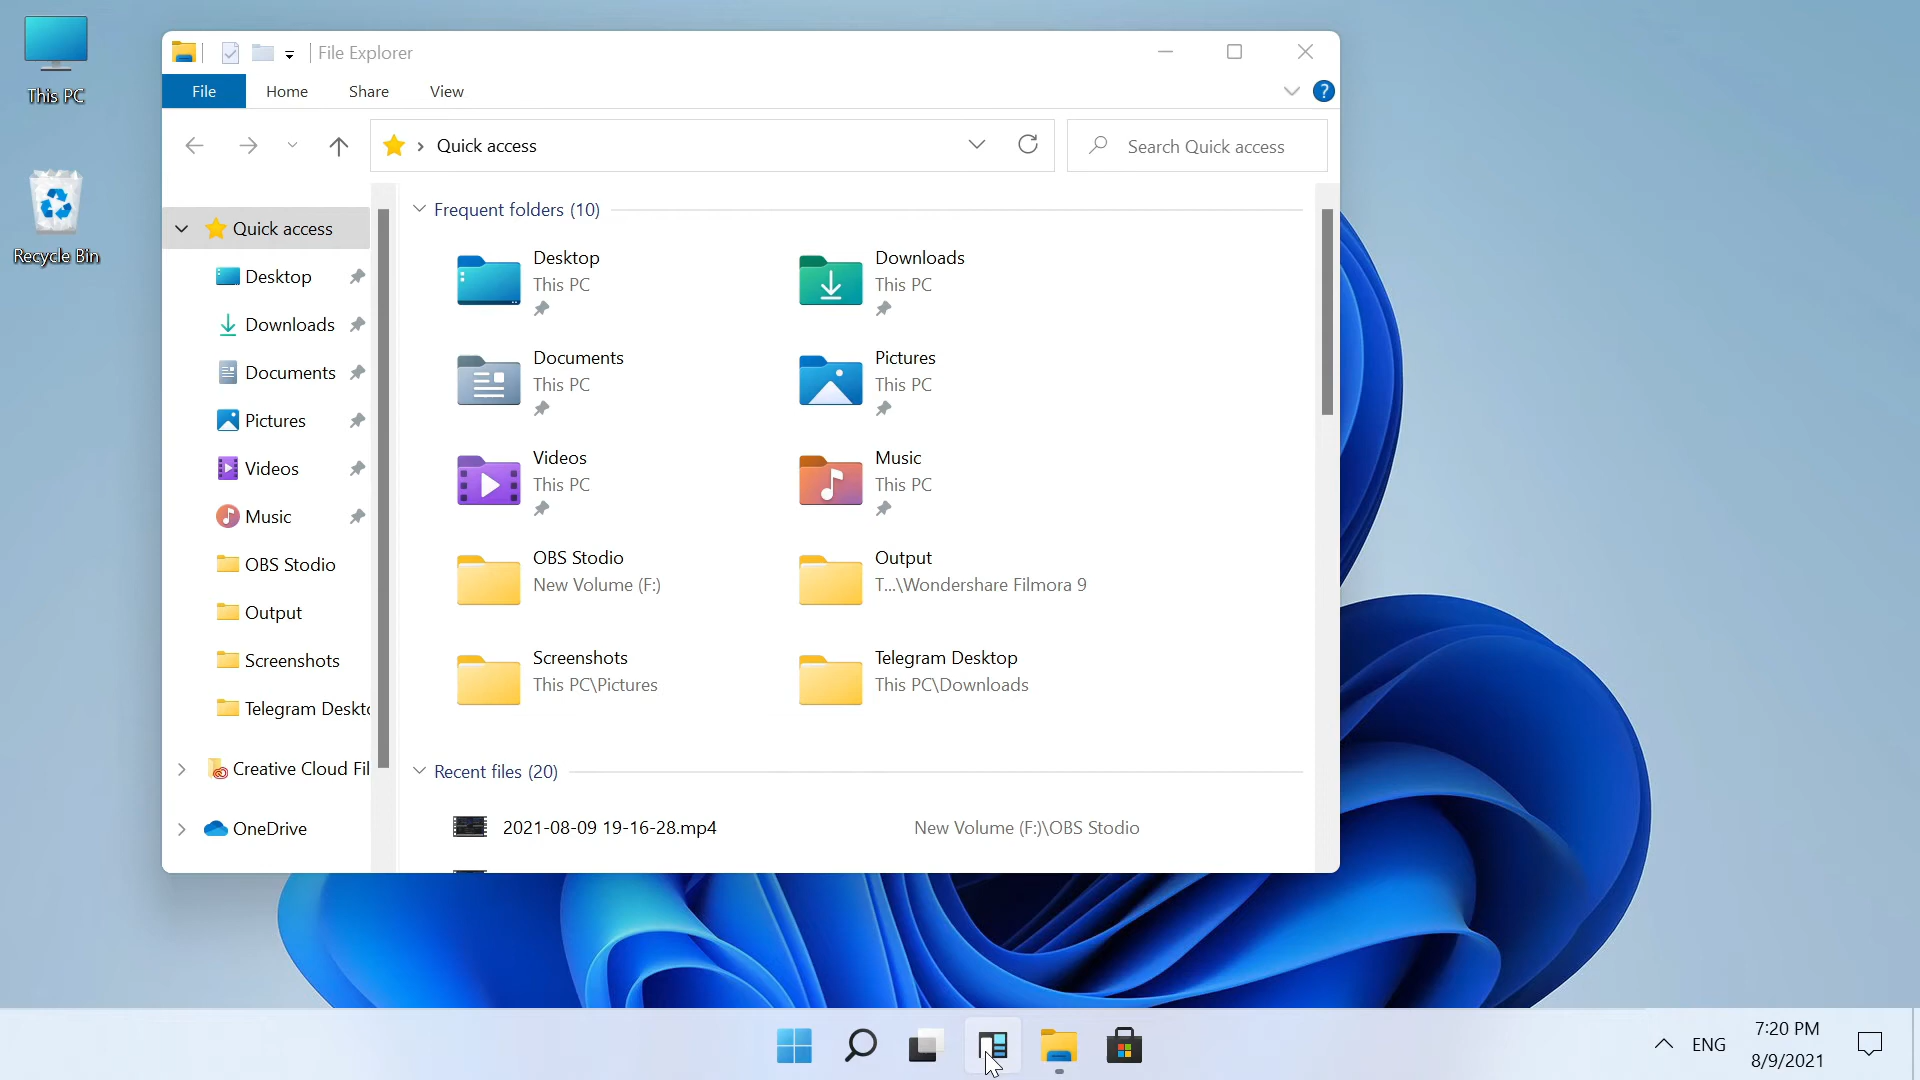 This PC
Recycle Bin
File Explorer
File
Home
Share
View
?
Quick access
Search Quick access
Quick access
Desktop
Downloads
Documents
Pictures
Videos
Music
OBS Studio
Output
Screenshots
Telegram Deskto
Creative Cloud Fil
OneDrive
Frequent folders (10)
Desktop
This PC
Downloads
This PC
Documents
This PC
Pictures
This PC
Videos
This PC
Music
This PC
OBS Studio
New Volume (F:)
Output
T...\Wondershare Filmora 9
Screenshots
This PC\Pictures
Telegram Desktop
This PC\Downloads
Recent files (20)
2021-08-09 19-16-28.mp4
New Volume (F:)\OBS Studio
ENG
7:20 PM
8/9/2021